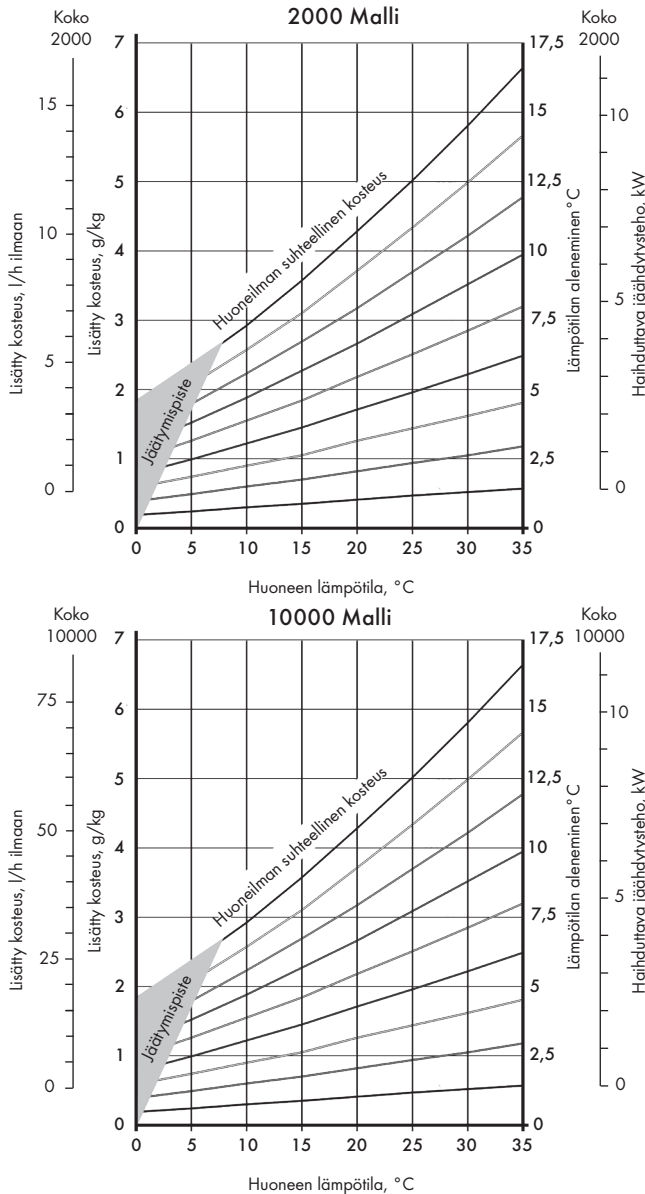 2000 Malli
Koko
2000
15
10
5
0
Lisätty kosteus, l/h ilmaan
7
6
5
4
3
2
1
0
Lisätty kosteus, g/kg
Huoneilman suhteellinen kosteus
Jäätymispiste
17,5
15
12,5
10
7,5
5
2,5
0
Lämpötilan aleneminen°C
Koko
2000
10
5
0
Haihduttava iäähdytysteho. kW
0 5 10 15 20 25 30 35
Huoneen lämpötila, °C
10000 Malli
Koko
10000
75
50
25
0
Lisätty kosteus, l/h ilmaan
7
6
5
4
3
2
1
0
Lisätty kosteus, g/kg
Huoneilman suhteellinen kosteus
Jäätymispiste
17,5
15
12,5
10
7,5
5
2,5
0
Lämpötilan aleneminen°C
Koko
10000
10
5
0
Haihduttava iäähdytysteho. kW
0 5 10 15 20 25 30 35
Huoneen lämpötila, °C